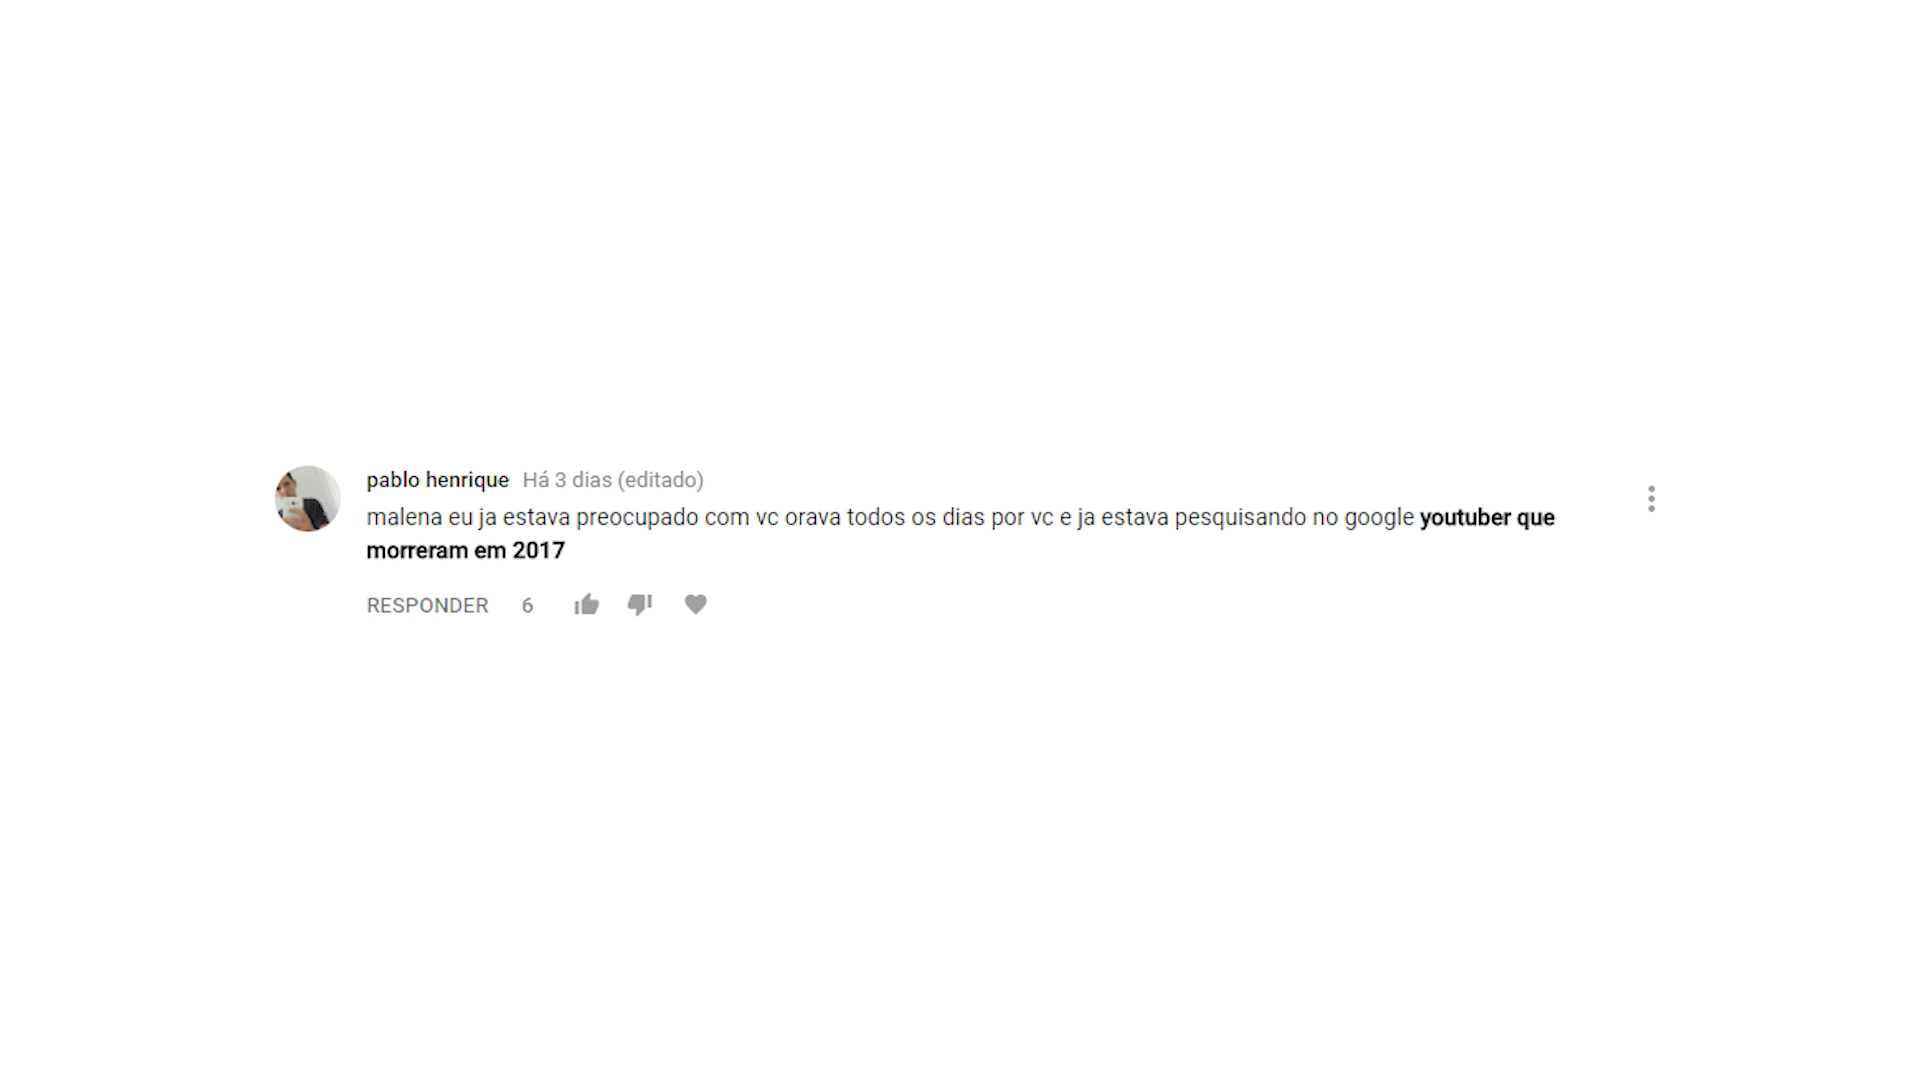 pablo henrique Há 3 dias (editado)
malena eu ja estava preocupado com vc orava todos os dias por vc e ja estava pesquisando no google youtuber que
morreram em 2017
RESPONDER 6